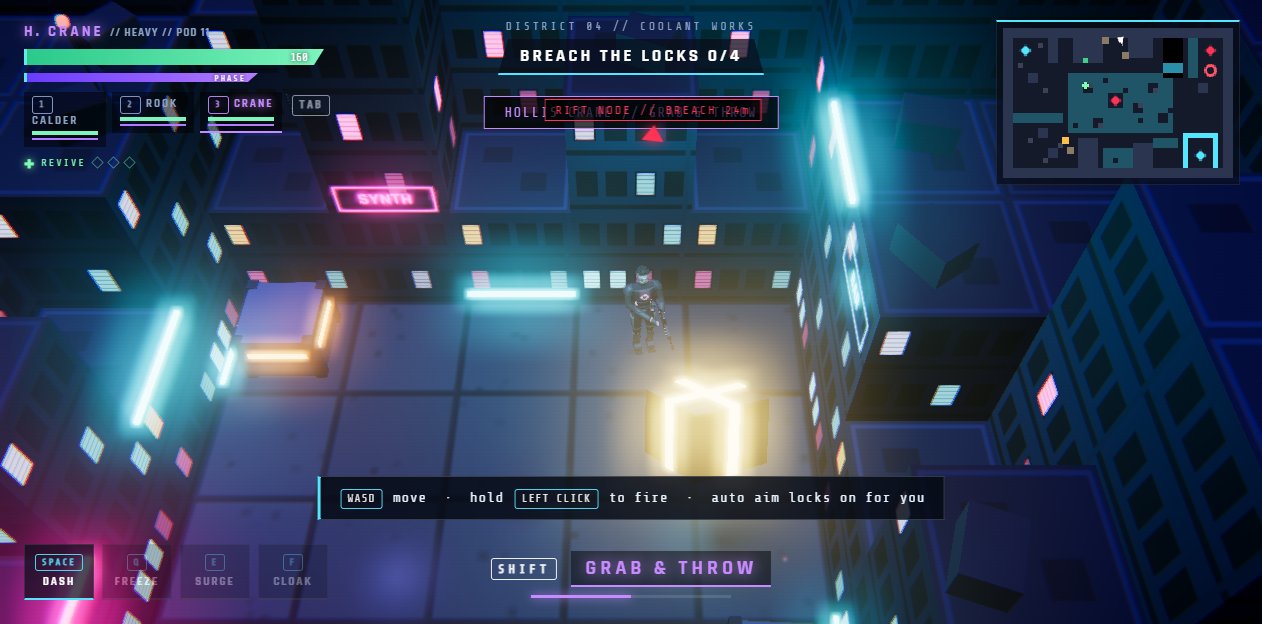 H. CRANE // HEAVY // POD 11
160
PHASE
1 CALDER
2 ROOK
3 CRANE
TAB
REVIVE
DISTRICT 04 // COOLANT WORKS
BREACH THE LOCKS 0/4
RIFT NODE // BREACH 24m
SYNTH
WASD move · hold LEFT CLICK to fire · auto aim locks on for you
SPACE
DASH
Q
FREEZE
E
SURGE
F
CLOAK
SHIFT GRAB & THROW